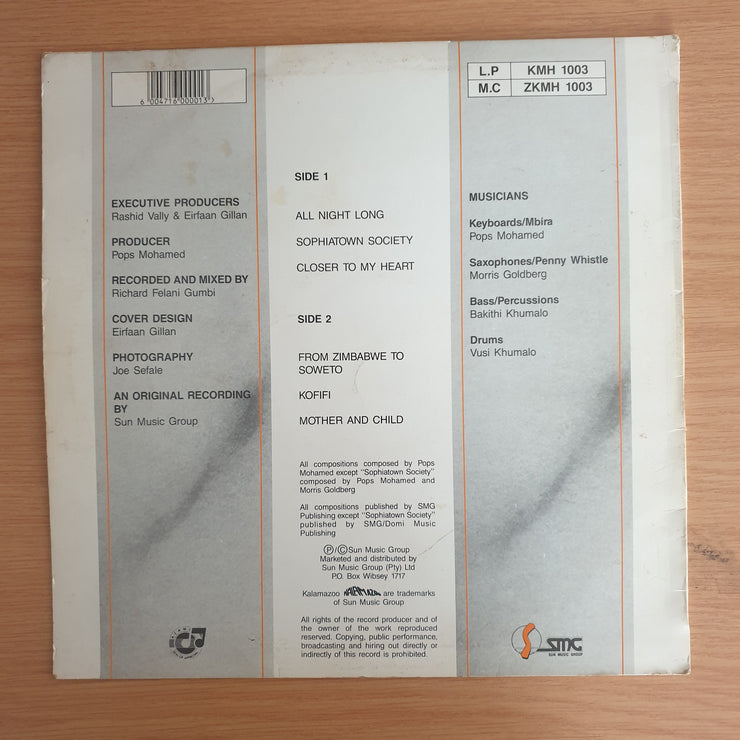 6 004716 000013 >
EXECUTIVE PRODUCERS
Rashid Vally & Eirfaan Gillan
PRODUCER
Pops Mohamed
RECORDED AND MIXED BY
Richard Felani Gumbi
COVER DESIGN
Eirfaan Gillan
PHOTOGRAPHY
Joe Sefale
AN ORIGINAL RECORDING
BY
Sun Music Group
SIDE 1
ALL NIGHT LONG
SOPHIATOWN SOCIETY
CLOSER TO MY HEART
SIDE 2
FROM ZIMBABWE TO
SOWETO
KOFIFI
MOTHER AND CHILD
All compositions composed by Pops
Mohamed except "Sophiatown Society"
composed by Pops Mohamed and
Morris Goldberg
All compositions published by SMG
Publishing except "Sophiatown Society"
published by SMG/Domi Music
Publishing
Ⓟ/Ⓒ Sun Music Group
Marketed and distributed by
Sun Music Group (Pty) Ltd
P.O. Box Wibsey 1717
Kalamazoo KALAMAZOO are trademarks
of Sun Music Group
All rights of the record producer and of
the owner of the work reproduced
reserved. Copying, public performance,
broadcasting and hiring out directly or
indirectly of this record is prohibited.
L.P KMH 1003
M.C ZKMH 1003
MUSICIANS
Keyboards/Mbira
Pops Mohamed
Saxophones/Penny Whistle
Morris Goldberg
Bass/Percussions
Bakithi Khumalo
Drums
Vusi Khumalo
SMG
SUN MUSIC GROUP